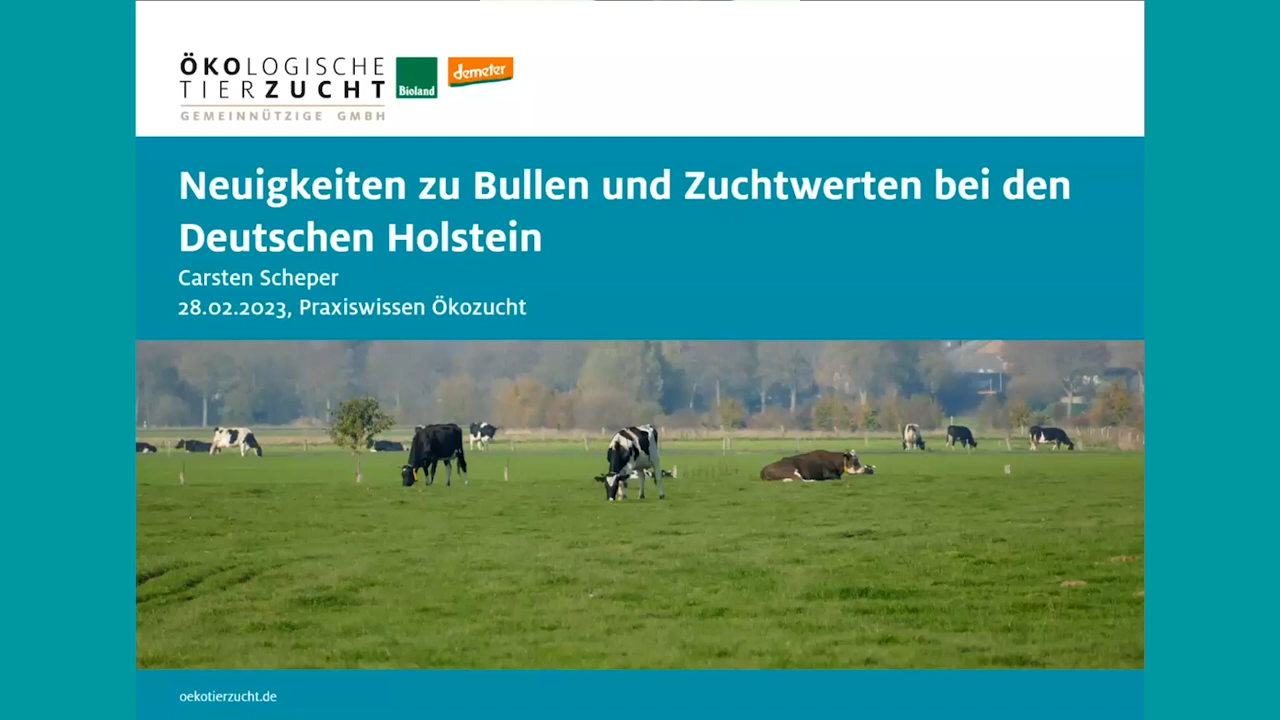 ÖKOLOGISCHE
TIERZUCHT
GEMEINNÜTZIGE GMBH
Bioland
demeter
Neuigkeiten zu Bullen und Zuchtwerten bei den
Deutschen Holstein
Carsten Scheper
28.02.2023, Praxiswissen Ökozucht
oekotierzucht.de